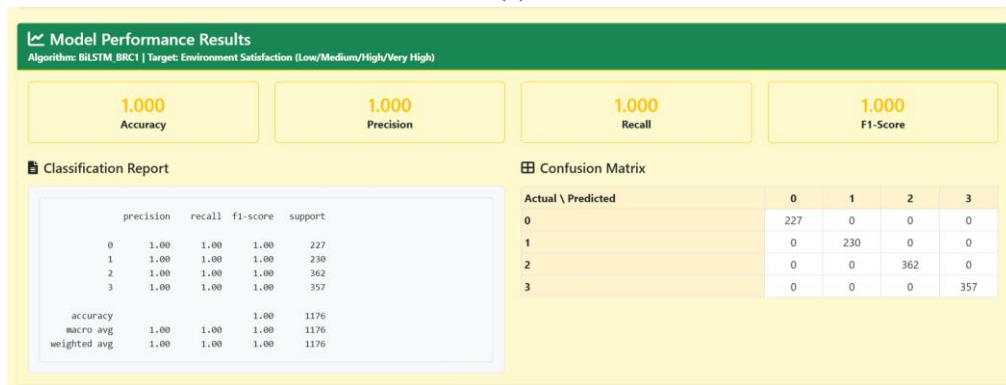 Model Performance Results
Algorithm: BiLSTM_BRC1 | Target: Environment Satisfaction (Low/Medium/High/Very High)
1.000
Accuracy
1.000
Precision
1.000
Recall
1.000
F1-Score
Classification Report
precision recall f1-score support
0 1.00 1.00 1.00 227
1 1.00 1.00 1.00 230
2 1.00 1.00 1.00 362
3 1.00 1.00 1.00 357
accuracy 1.00 1176
macro avg 1.00 1.00 1.00 1176
weighted avg 1.00 1.00 1.00 1176
Confusion Matrix
Actual \ Predicted 0 1 2 3
0 227 0 0 0
1 0 230 0 0
2 0 0 362 0
3 0 0 0 357